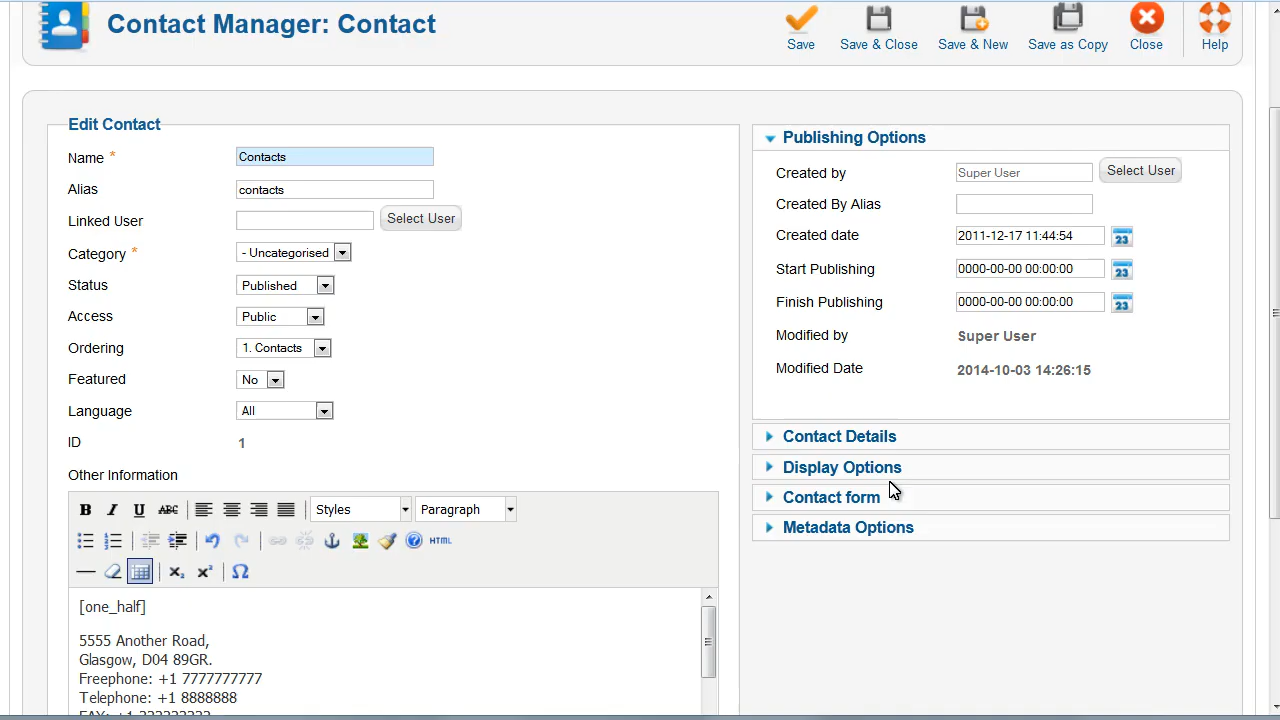 Contact Manager: Contact
Save
Save & Close
Save & New
Save as Copy
Close
Help
Edit Contact
Name *
Contacts
Alias
contacts
Linked User
Select User
Category *
- Uncategorised
Status
Published
Access
Public
Ordering
1. Contacts
Featured
No
Language
All
ID
1
Other Information
B I U ABC
Styles
Paragraph
HTML
[one_half]
5555 Another Road,
Glasgow, D04 89GR.
Freephone: +1 7777777777
Telephone: +1 8888888
Publishing Options
Created by
Super User
Select User
Created By Alias
Created date
2011-12-17 11:44:54
23
Start Publishing
0000-00-00 00:00:00
23
Finish Publishing
0000-00-00 00:00:00
23
Modified by
Super User
Modified Date
2014-10-03 14:26:15
Contact Details
Display Options
Contact form
Metadata Options